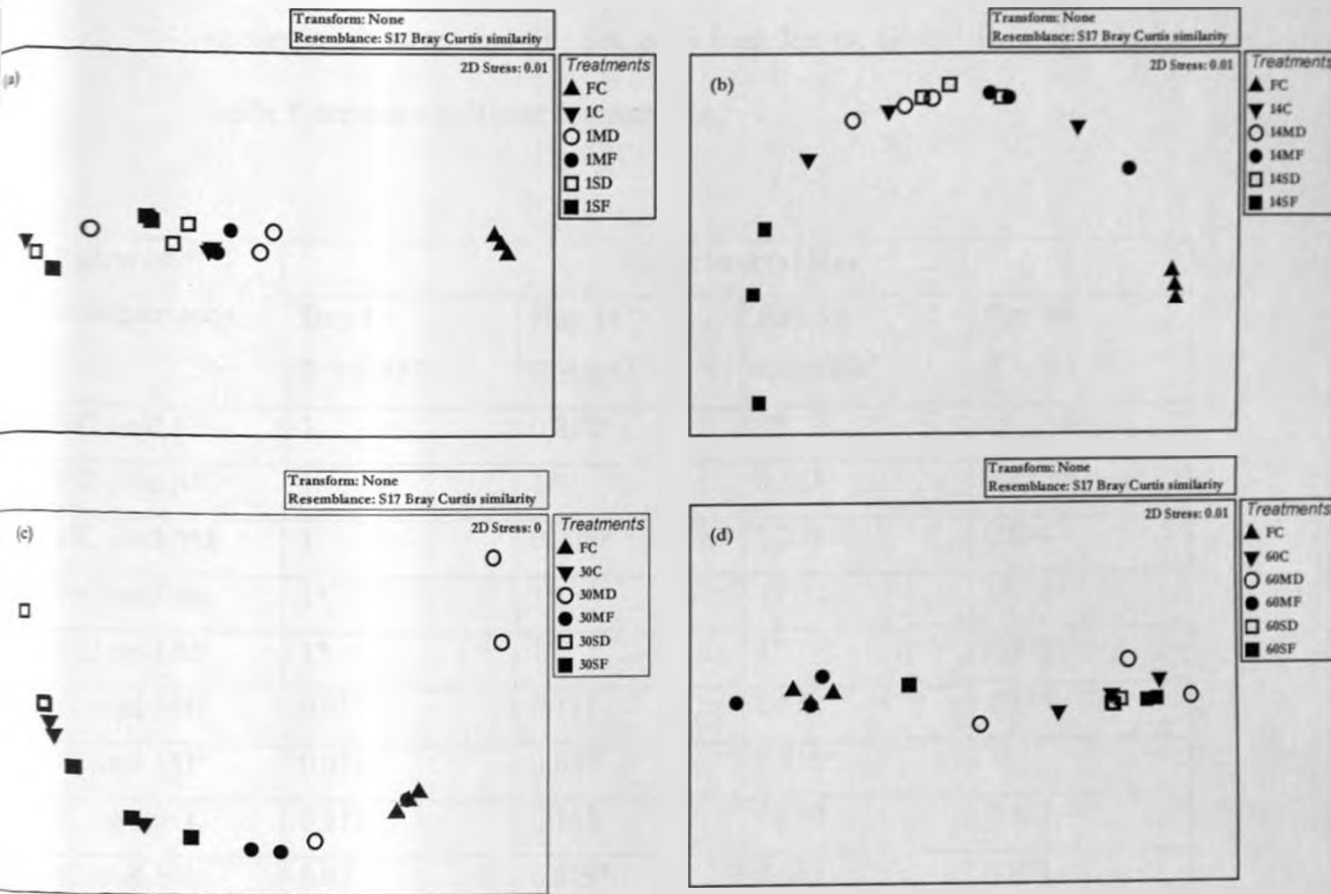 Transform: None
Resemblance: S17 Bray Curtis similarity
(a)
2D Stress: 0.01
Treatments
FC
1C
1MD
1MF
1SD
1SF
Transform: None
Resemblance: S17 Bray Curtis similarity
(b)
2D Stress: 0.01
Treatments
FC
14C
14MD
14MF
14SD
14SF
Transform: None
Resemblance: S17 Bray Curtis similarity
(c)
2D Stress: 0
Treatments
FC
30C
30MD
30MF
30SD
30SF
Transform: None
Resemblance: S17 Bray Curtis similarity
(d)
2D Stress: 0.01
Treatments
FC
60C
60MD
60MF
60SD
60SF